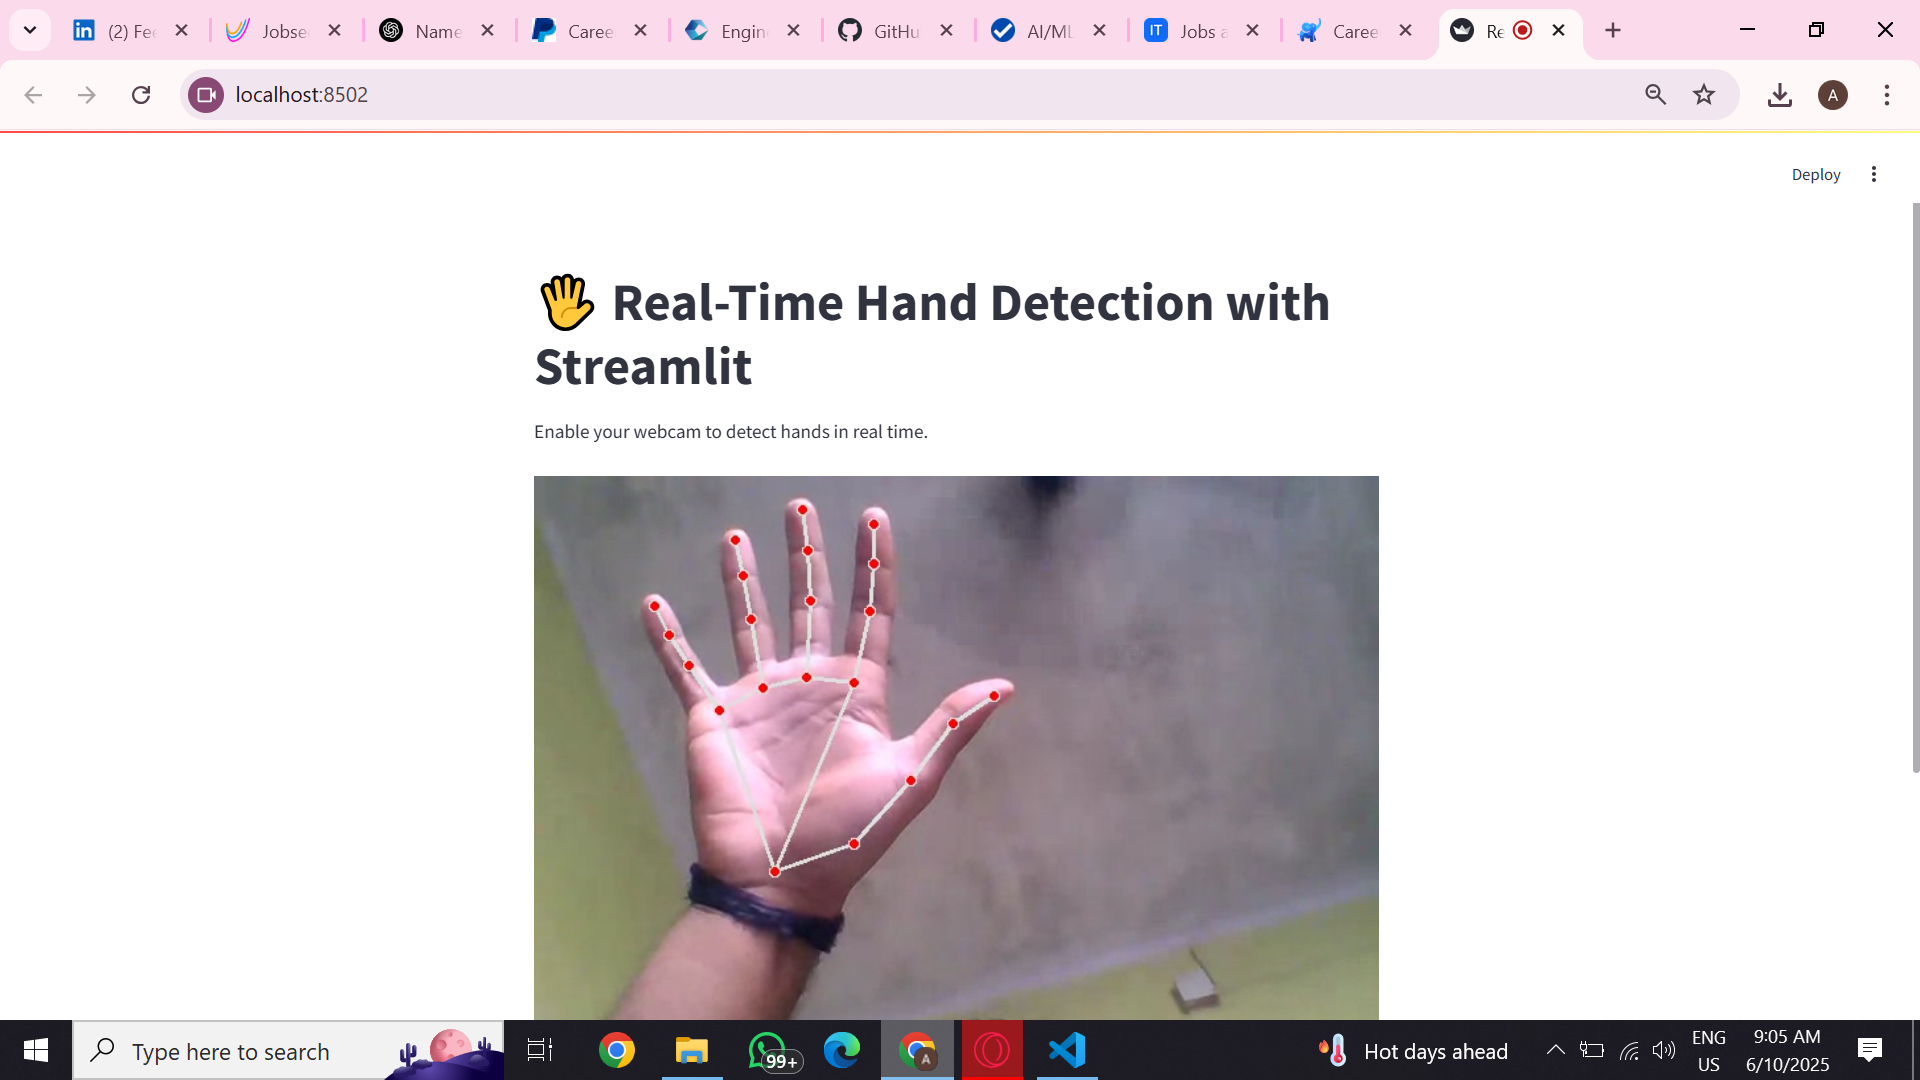 (2) Fee
Jobse
Name
Caree
Engin
GitHu
AI/ML
IT
Jobs a
Caree
Re
localhost:8502
A
Deploy
Real-Time Hand Detection with
Streamlit
Enable your webcam to detect hands in real time.
Type here to search
99+
A
Hot days ahead
ENG
US
9:05 AM
6/10/2025